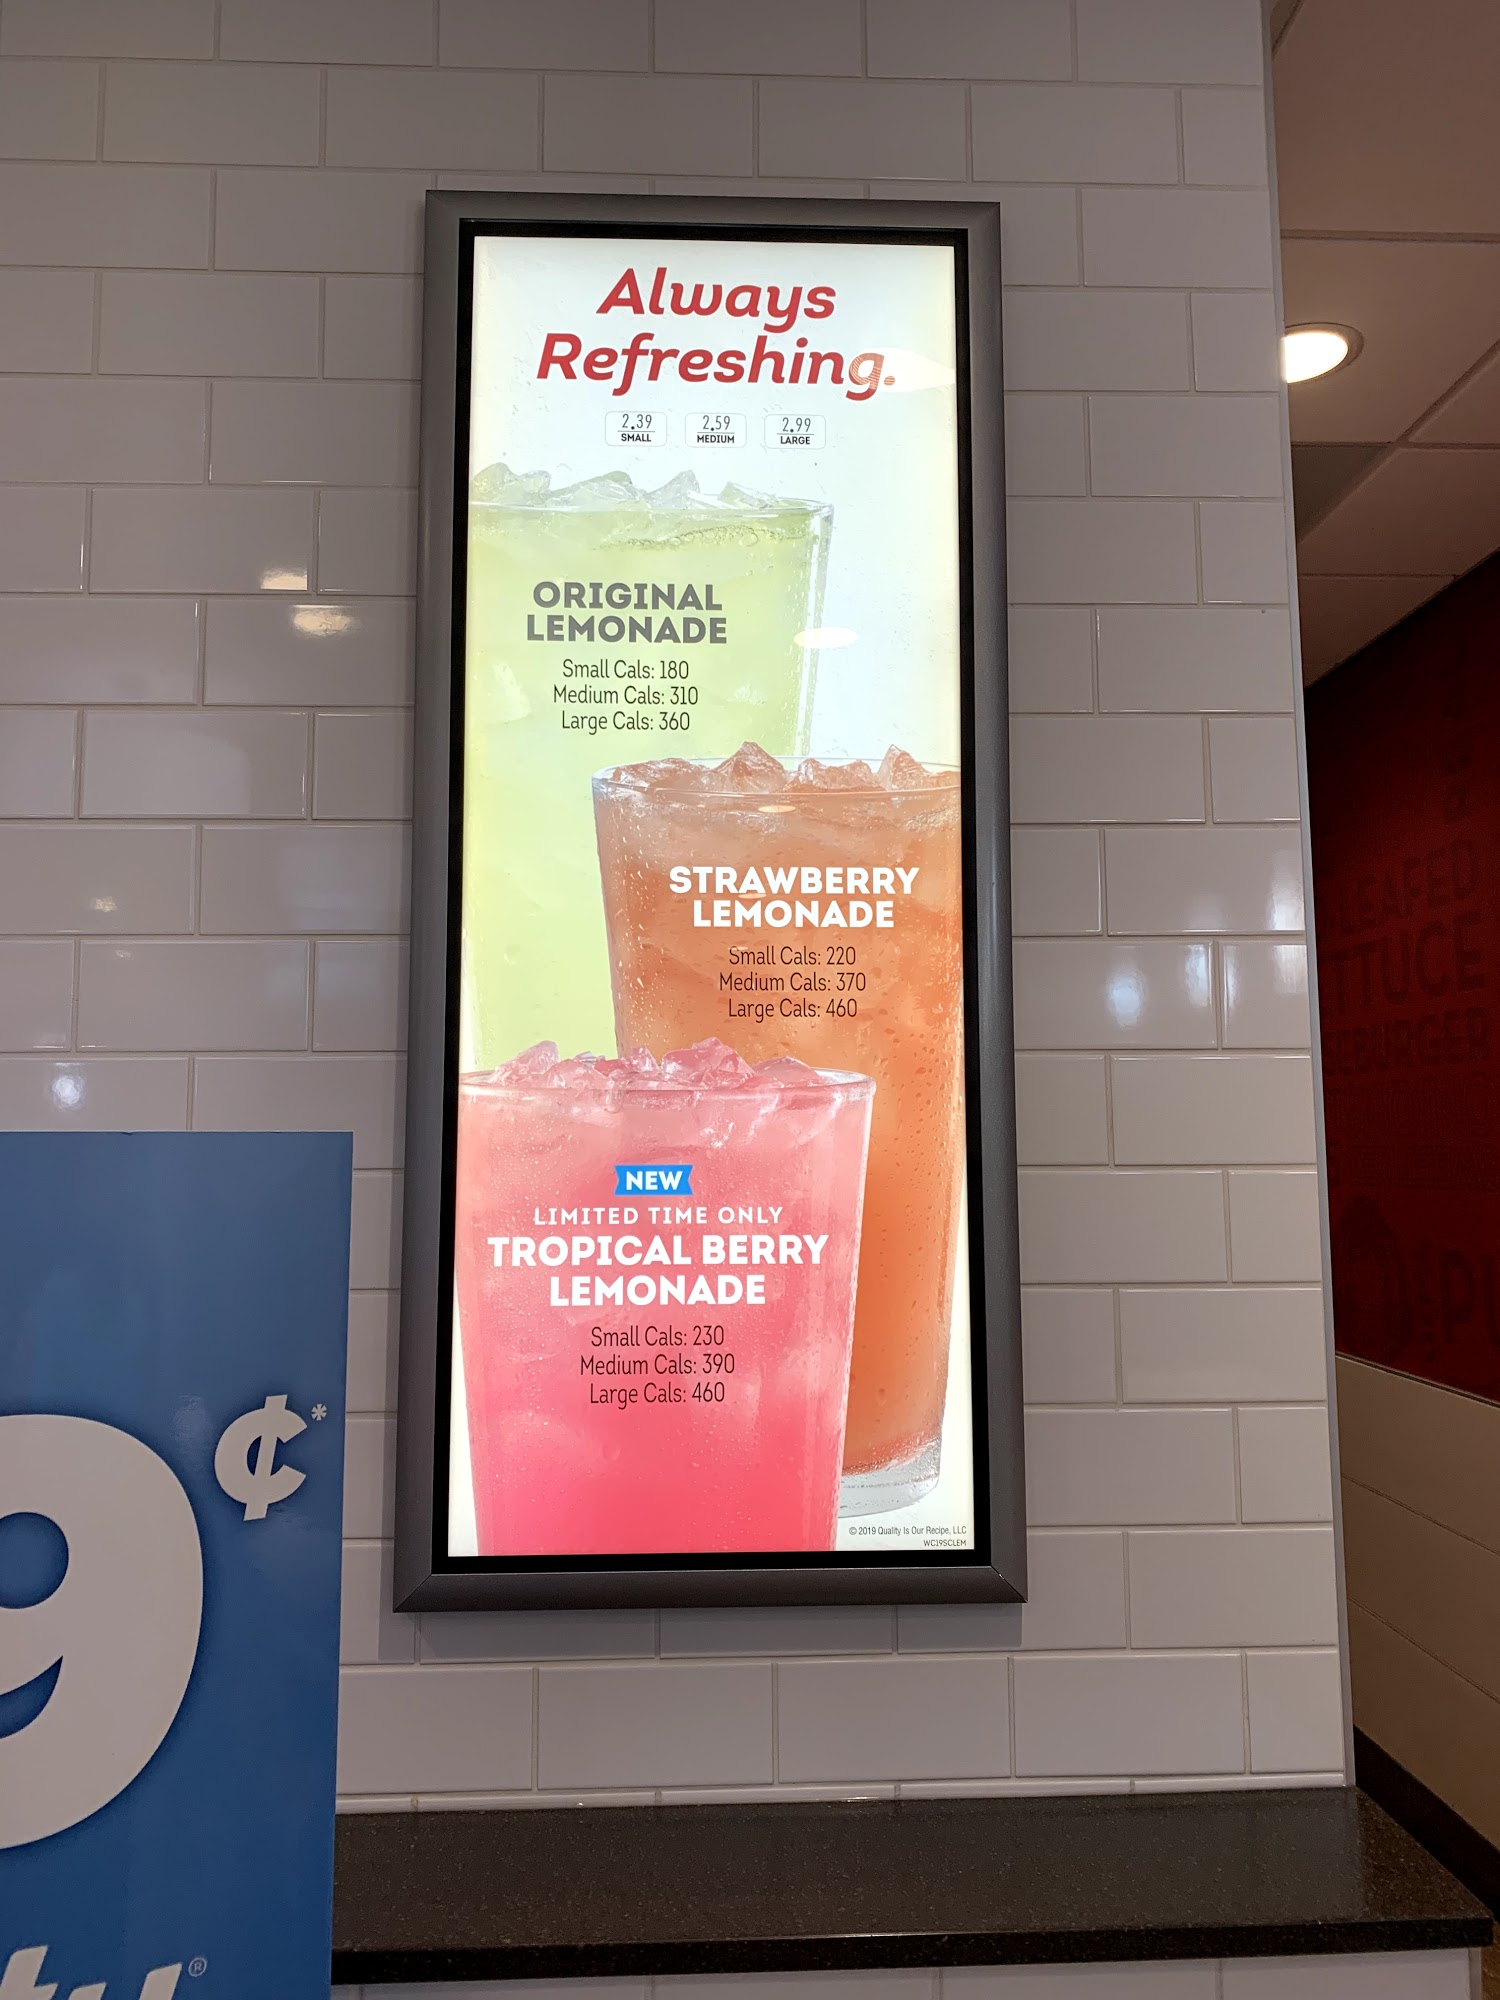 Always
Refreshing.
2.39 2.59 2.99
SMALL MEDIUM LARGE
ORIGINAL
LEMONADE
Small Cals: 180
Medium Cals: 310
Large Cals: 360
STRAWBERRY
LEMONADE
Small Cals: 220
Medium Cals: 370
Large Cals: 460
NEW
LIMITED TIME ONLY
TROPICAL BERRY
LEMONADE
Small Cals: 230
Medium Cals: 390
Large Cals: 460
© 2019 Quality Is Our Recipe, LLC
WC19SCLEM
9¢*